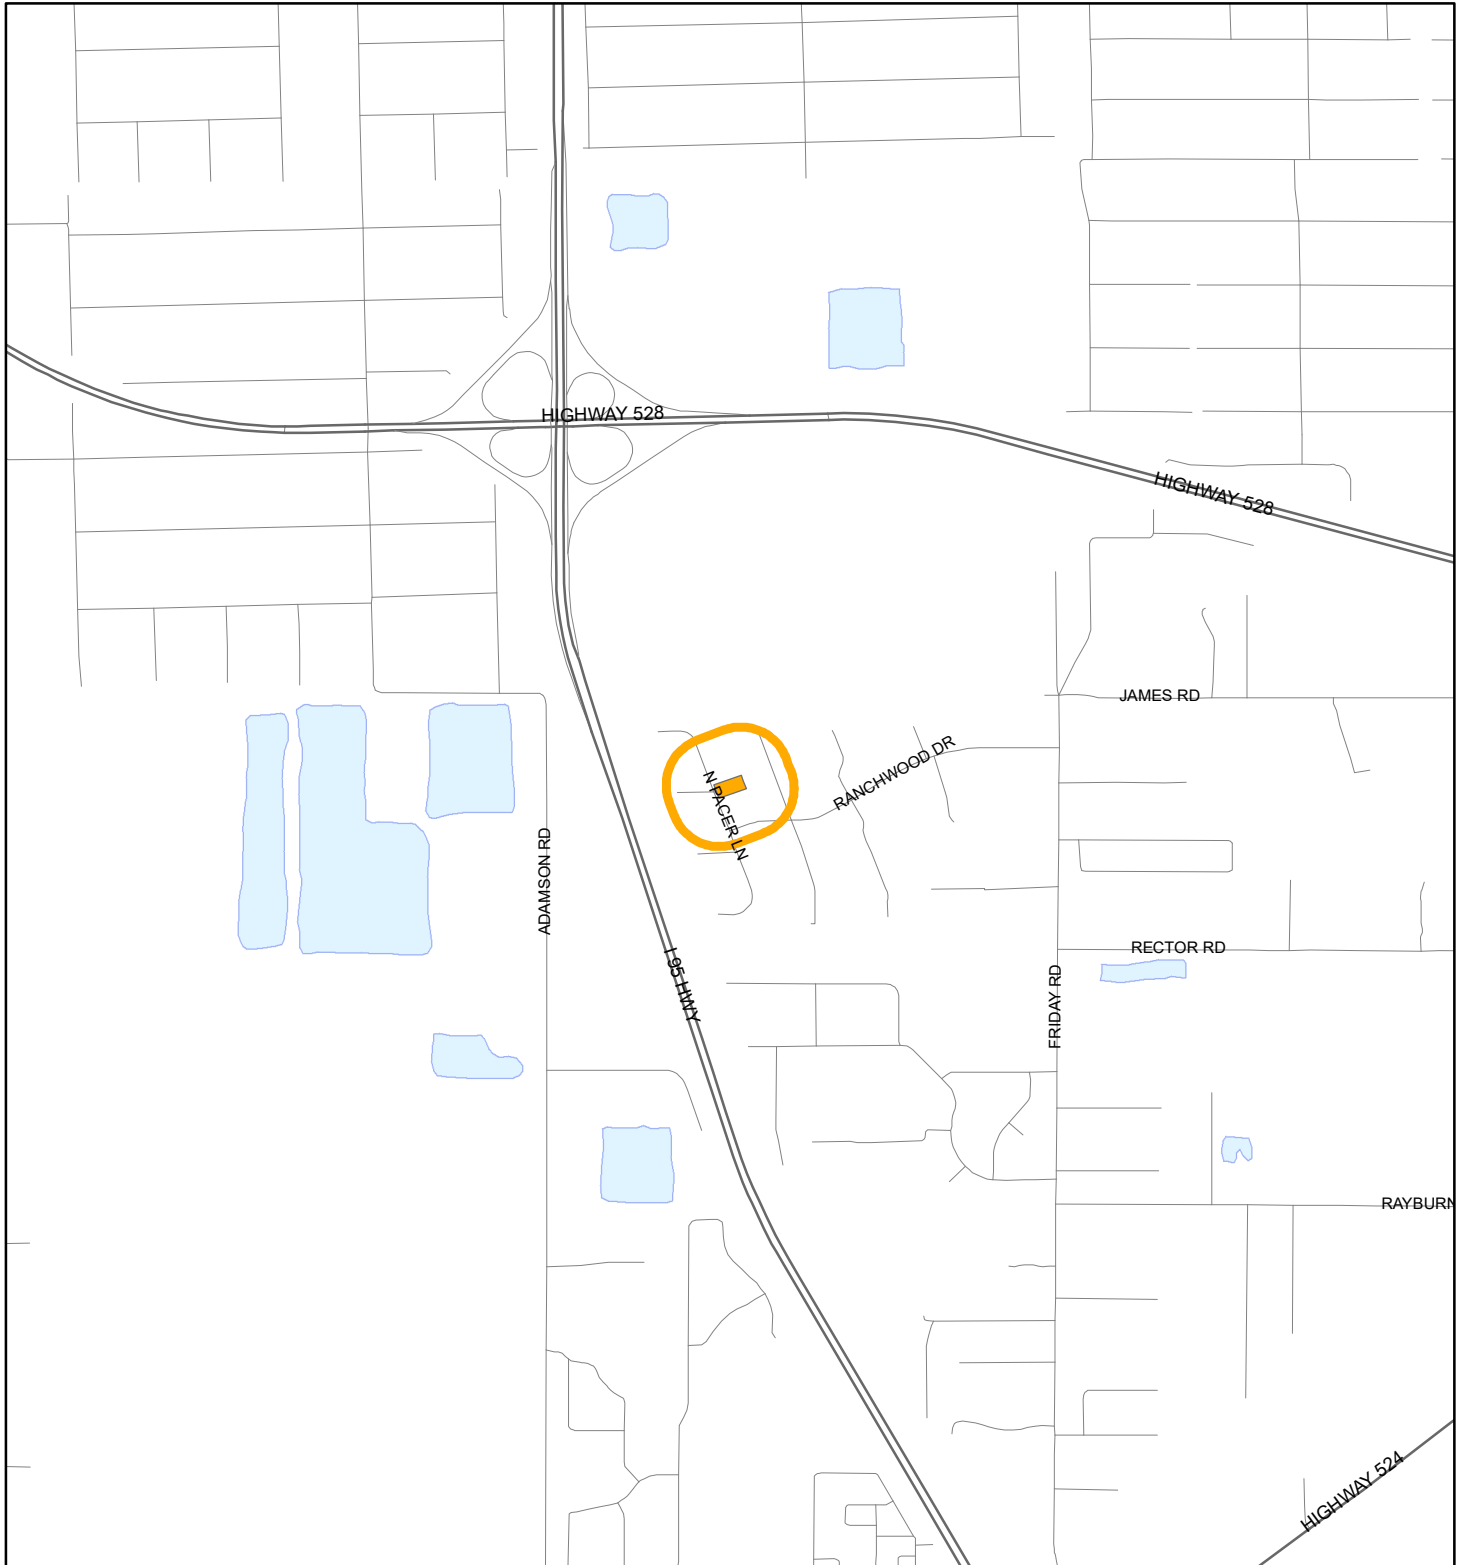 HIGHWAY 528
HIGHWAY 528
JAMES RD
RANCHWOOD DR
N PACER LN
ADAMSON RD
I 95 HWY
RECTOR RD
FRIDAY RD
RAYBURN
HIGHWAY 524